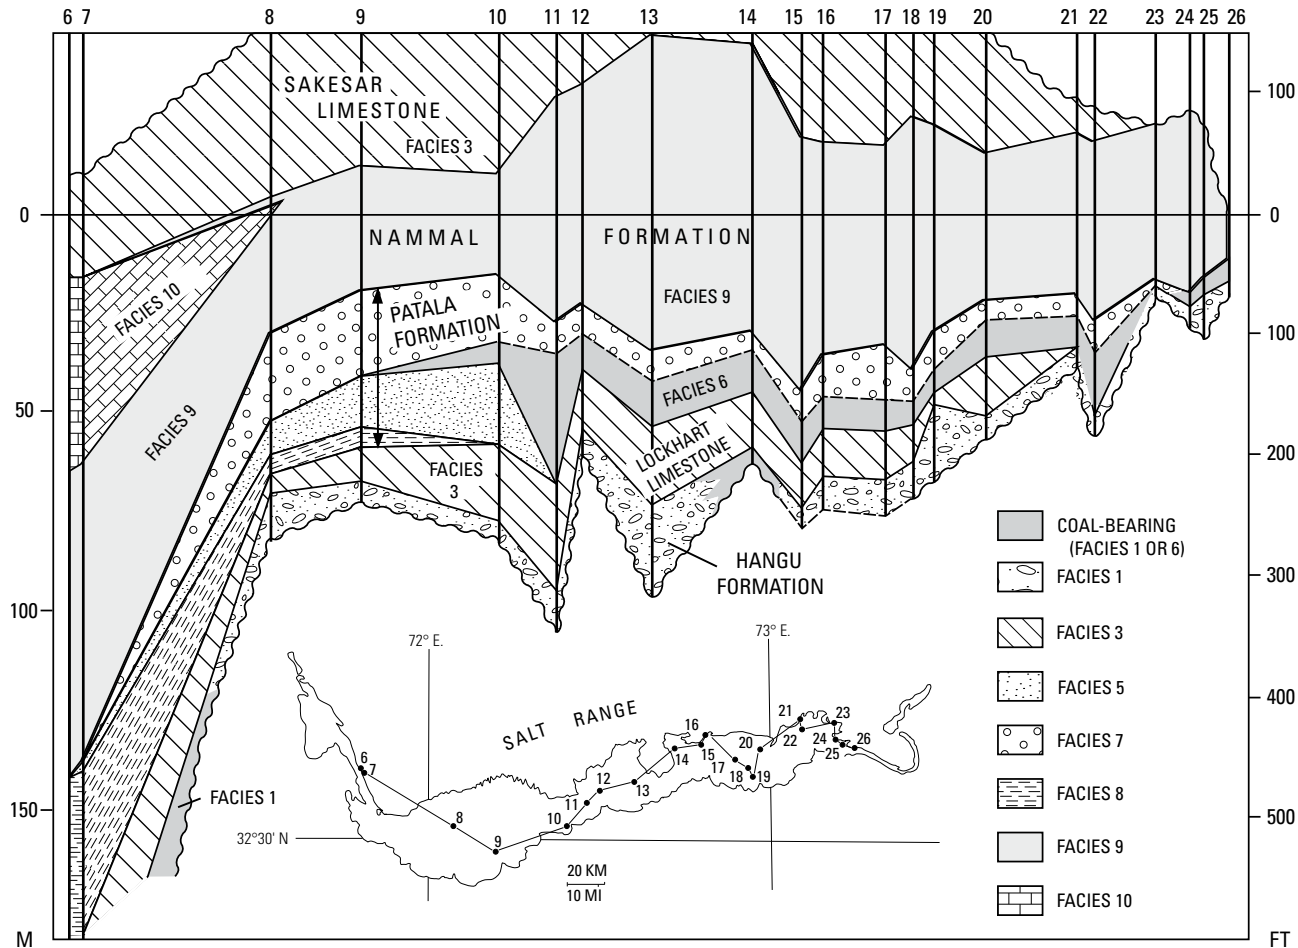 6 7 8 9 10 11 12 13 14 15 16 17 18 19 20 21 22 23 24 25 26
SAKESAR
LIMESTONE
FACIES 3
100
0
0
NAMMAL FORMATION
FACIES 10
FACIES 9
PATALA
FORMATION
100
FACIES 9
FACIES 6
50
LOCKHART
LIMESTONE
FACIES
3
200
HANGU
FORMATION
300
100
COAL-BEARING
(FACIES 1 OR 6)
FACIES 1
FACIES 3
FACIES 5
FACIES 7
FACIES 8
FACIES 9
FACIES 10
72° E.
73° E.
SALT RANGE
400
6
7
8
9
10
11
12
13
14
15
16
17
18
19
20
21
22
23
24
25
26
150
FACIES 1
32°30' N
500
20 KM
10 MI
M
FT